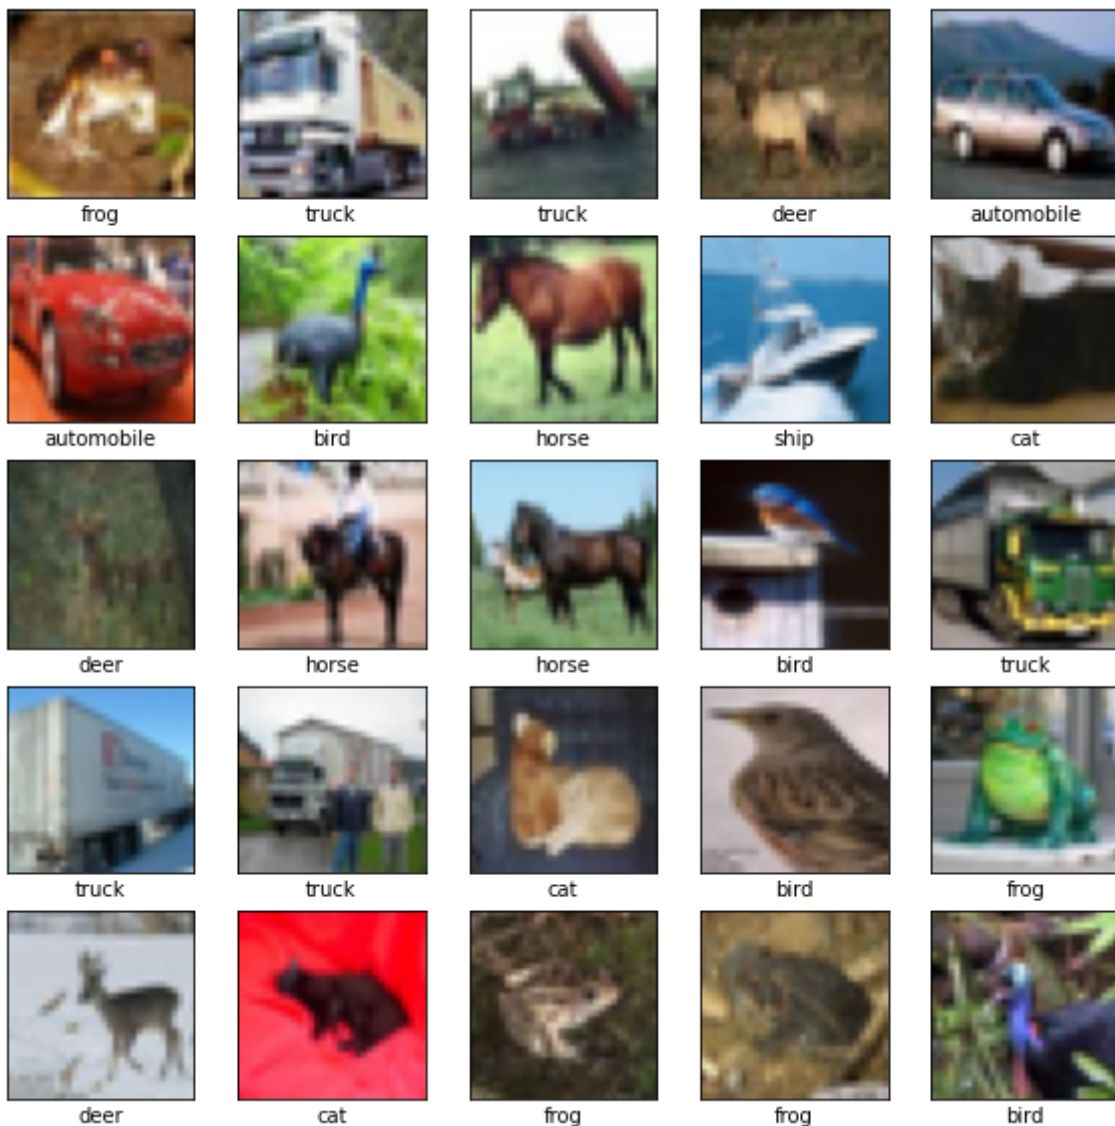 frog truck truck deer automobile
automobile bird horse ship cat
deer horse horse bird truck
truck truck cat bird frog
deer cat frog frog bird